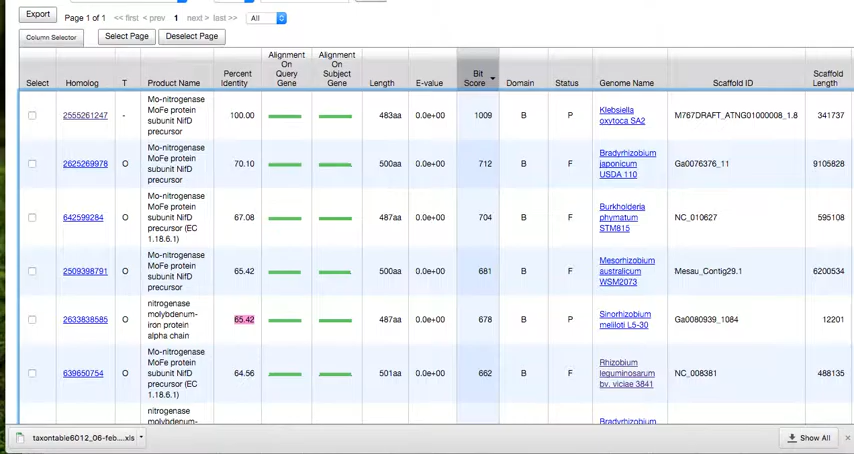 Export
Page 1 of 1 << first < prev 1 next > last >> All
Column Selector Select Page Deselect Page
Select Homolog T Product Name Percent Identity Alignment On Query Gene Alignment On Subject Gene Length E-value Bit Score Domain Status Genome Name Scaffold ID Scaffold Length
2555261247 - Mo-nitrogenase MoFe protein subunit NifD precursor 100.00 483aa 0.0e+00 1009 B P Klebsiella oxytoca SA2 M767DRAFT_ATNG01000008_1.8 341737
2625269978 O Mo-nitrogenase MoFe protein subunit NifD precursor 70.10 500aa 0.0e+00 712 B F Bradyrhizobium japonicum USDA 110 Ga0076376_11 9105828
642599284 O Mo-nitrogenase MoFe protein subunit NifD precursor (EC 1.18.6.1) 67.08 487aa 0.0e+00 704 B F Burkholderia phymatum STM815 NC_010627 595108
2509398791 O Mo-nitrogenase MoFe protein subunit NifD precursor 65.42 500aa 0.0e+00 681 B F Mesorhizobium australicum WSM2073 Mesau_Contig29.1 6200534
2633838585 O nitrogenase molybdenum-iron protein alpha chain 65.42 487aa 0.0e+00 678 B P Sinorhizobium meliloti L5-30 Ga0080939_1084 12201
639650754 O Mo-nitrogenase MoFe protein subunit NifD precursor (EC 1.18.6.1) 64.56 501aa 0.0e+00 662 B F Rhizobium leguminosarum bv. viciae 3841 NC_008381 488135
nitrogenase molybdenum- Bradyrhizobium
taxontable6012_06-feb....xls Show All